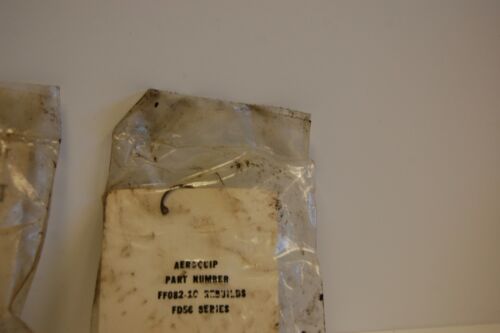 AEROQUIP
PART NUMBER
FF082-10 REBUILDS
FD56 SERIES